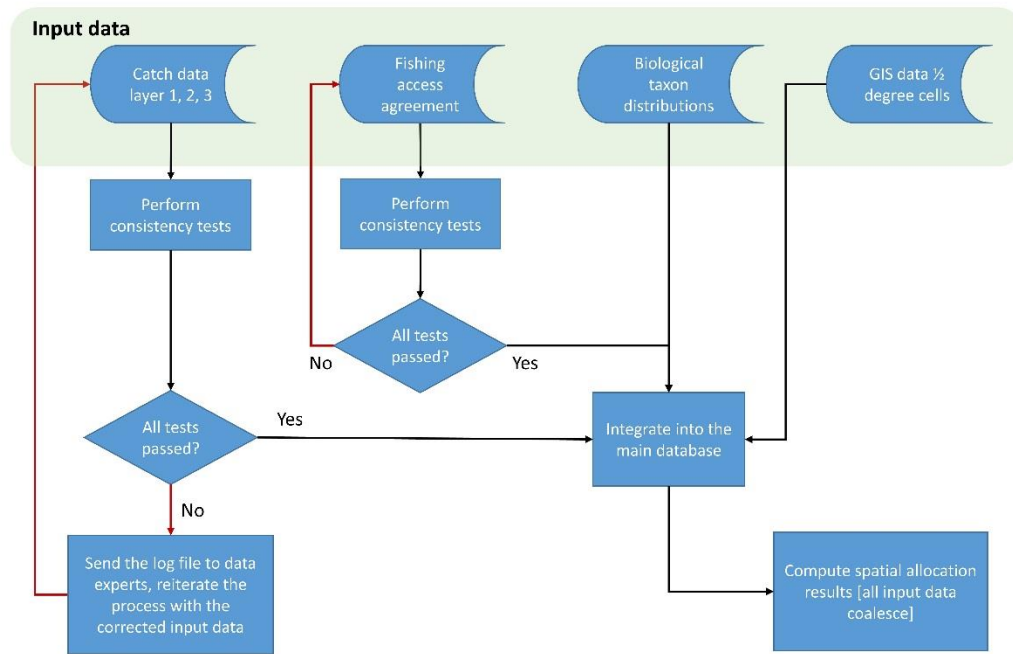 Input data
Catch data
layer 1, 2, 3
Fishing
access
agreement
Biological
taxon
distributions
GIS data ½
degree cells
Perform
consistency tests
Perform
consistency tests
All tests
passed?
No
Yes
All tests
passed?
Yes
No
Integrate into the
main database
Send the log file to data
experts, reiterate the
process with the
corrected input data
Compute spatial allocation
results [all input data
coalesce]